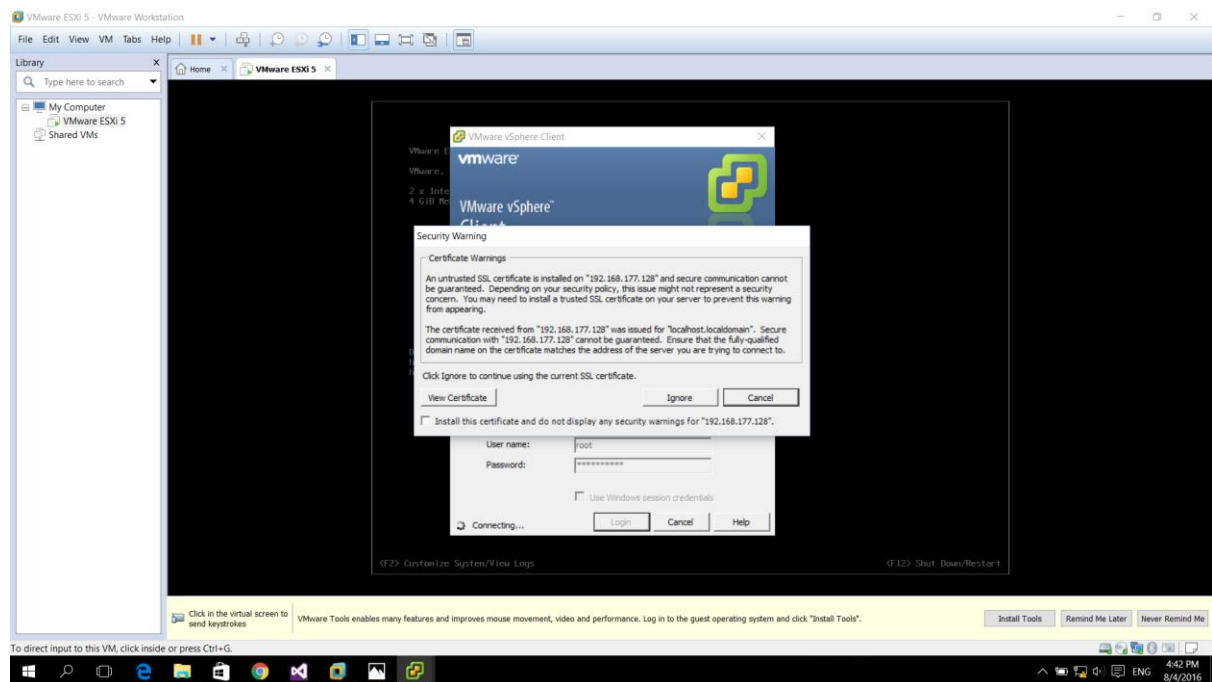 VMware ESXi 5 - VMware Workstation
File Edit View VM Tabs Help
Library
Type here to search
My Computer
VMware ESXi 5
Shared VMs
Home
VMware ESXi 5
VMware E
VMware,
2 x Inte
4 GiB Me
VMware vSphere Client
vmware
VMware vSphere™
Client
Security Warning
Certificate Warnings
An untrusted SSL certificate is installed on "192.168.177.128" and secure communication cannot
be guaranteed. Depending on your security policy, this issue might not represent a security
concern. You may need to install a trusted SSL certificate on your server to prevent this warning
from appearing.
The certificate received from "192.168.177.128" was issued for "localhost.localdomain". Secure
communication with "192.168.177.128" cannot be guaranteed. Ensure that the fully-qualified
domain name on the certificate matches the address of the server you are trying to connect to.
Click Ignore to continue using the current SSL certificate.
View Certificate Ignore Cancel
Install this certificate and do not display any security warnings for "192.168.177.128".
User name: root
Password: **********
Use Windows session credentials
Connecting... Login Cancel Help
<F2> Customize System/View Logs <F12> Shut Down/Restart
Click in the virtual screen to
send keystrokes
VMware Tools enables many features and improves mouse movement, video and performance. Log in to the guest operating system and click "Install Tools".
Install Tools Remind Me Later Never Remind Me
To direct input to this VM, click inside or press Ctrl+G.
ENG
4:42 PM
8/4/2016